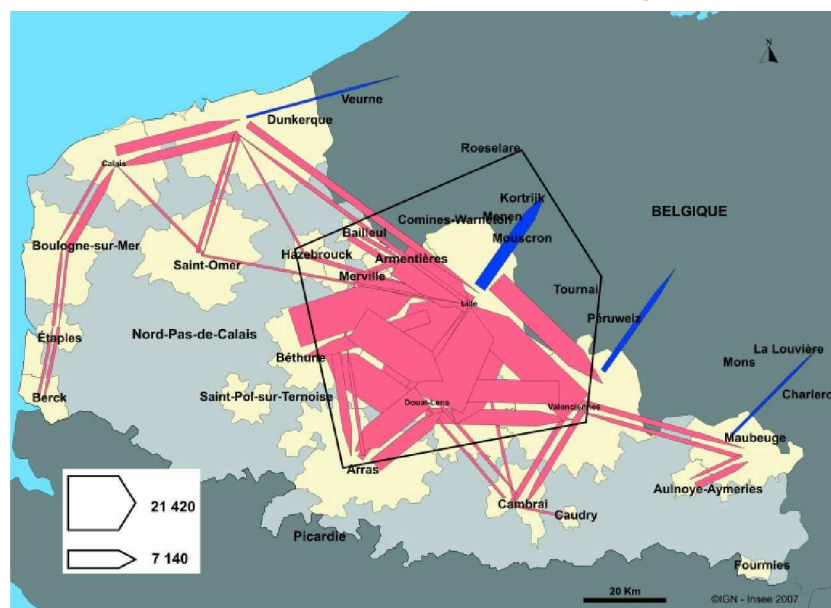 N
Veurne
Dunkerque
Roeselare
Calais
Kortrijk
Comines-Warneton
Menen
BELGIQUE
Bailleul
Mouscron
Boulogne-sur-Mer
Hazebrouck
Armentières
Saint-Omer
Merville
Tournai
Lille
Péruwelz
Nord-Pas-de-Calais
Étaples
La Louvière
Béthune
Mons
Berck
Saint-Pol-sur-Ternoise
Douai-Lens
Valenciennes
Charlero
Maubeuge
Arras
Aulnoye-Aymeries
21 420
Cambrai
Caudry
Picardie
7 140
Fourmies
20 Km
©IGN - Insee 2007